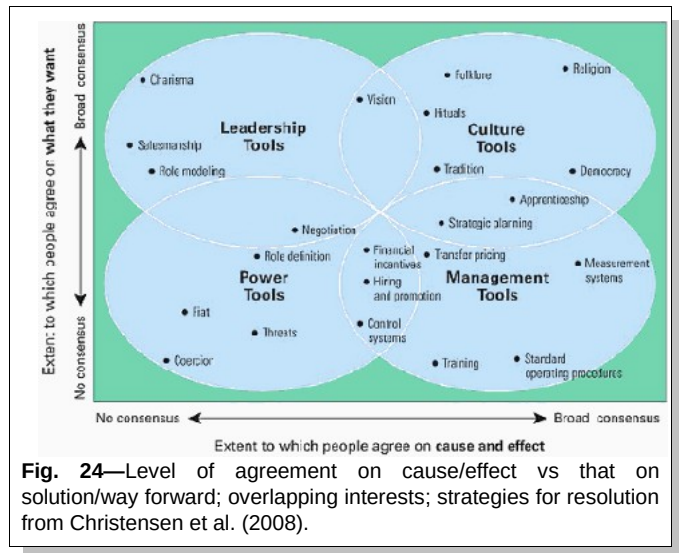 Extent to which people agree on what they want
Broad consensus
No consensus
Charisma
Folklore
Religion
Vision
Rituals
Leadership
Tools
Culture
Tools
Salesmanship
Role modeling
Tradition
Democracy
Apprenticeship
Strategic planning
Negotiation
Role definition
Financial
incentives
Transfer pricing
Measurement
systems
Power
Tools
Hiring
and promotion
Management
Tools
Fiat
Threats
Control
systems
Coercion
Training
Standard
operating procedures
No consensus
Broad consensus
Extent to which people agree on cause and effect
Fig. 24—Level of agreement on cause/effect vs that on
solution/way forward; overlapping interests; strategies for resolution
from Christensen et al. (2008).